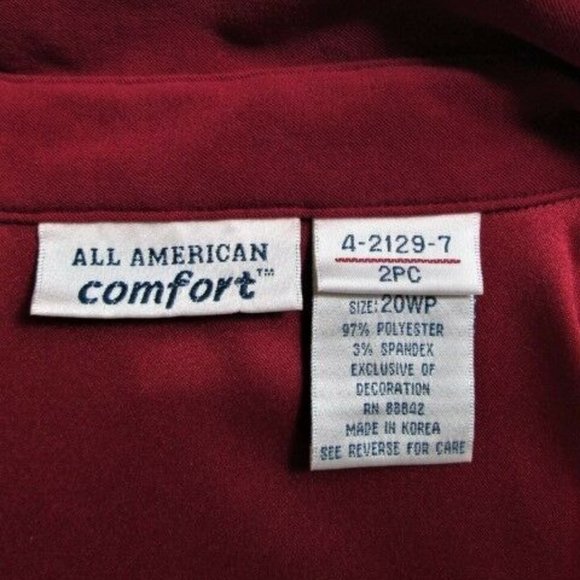 ALL AMERICAN
comfort™
4-2129-7
2PC
SIZE: 20WP
97% POLYESTER
3% SPANDEX
EXCLUSIVE OF
DECORATION
RN 88842
MADE IN KOREA
SEE REVERSE FOR CARE